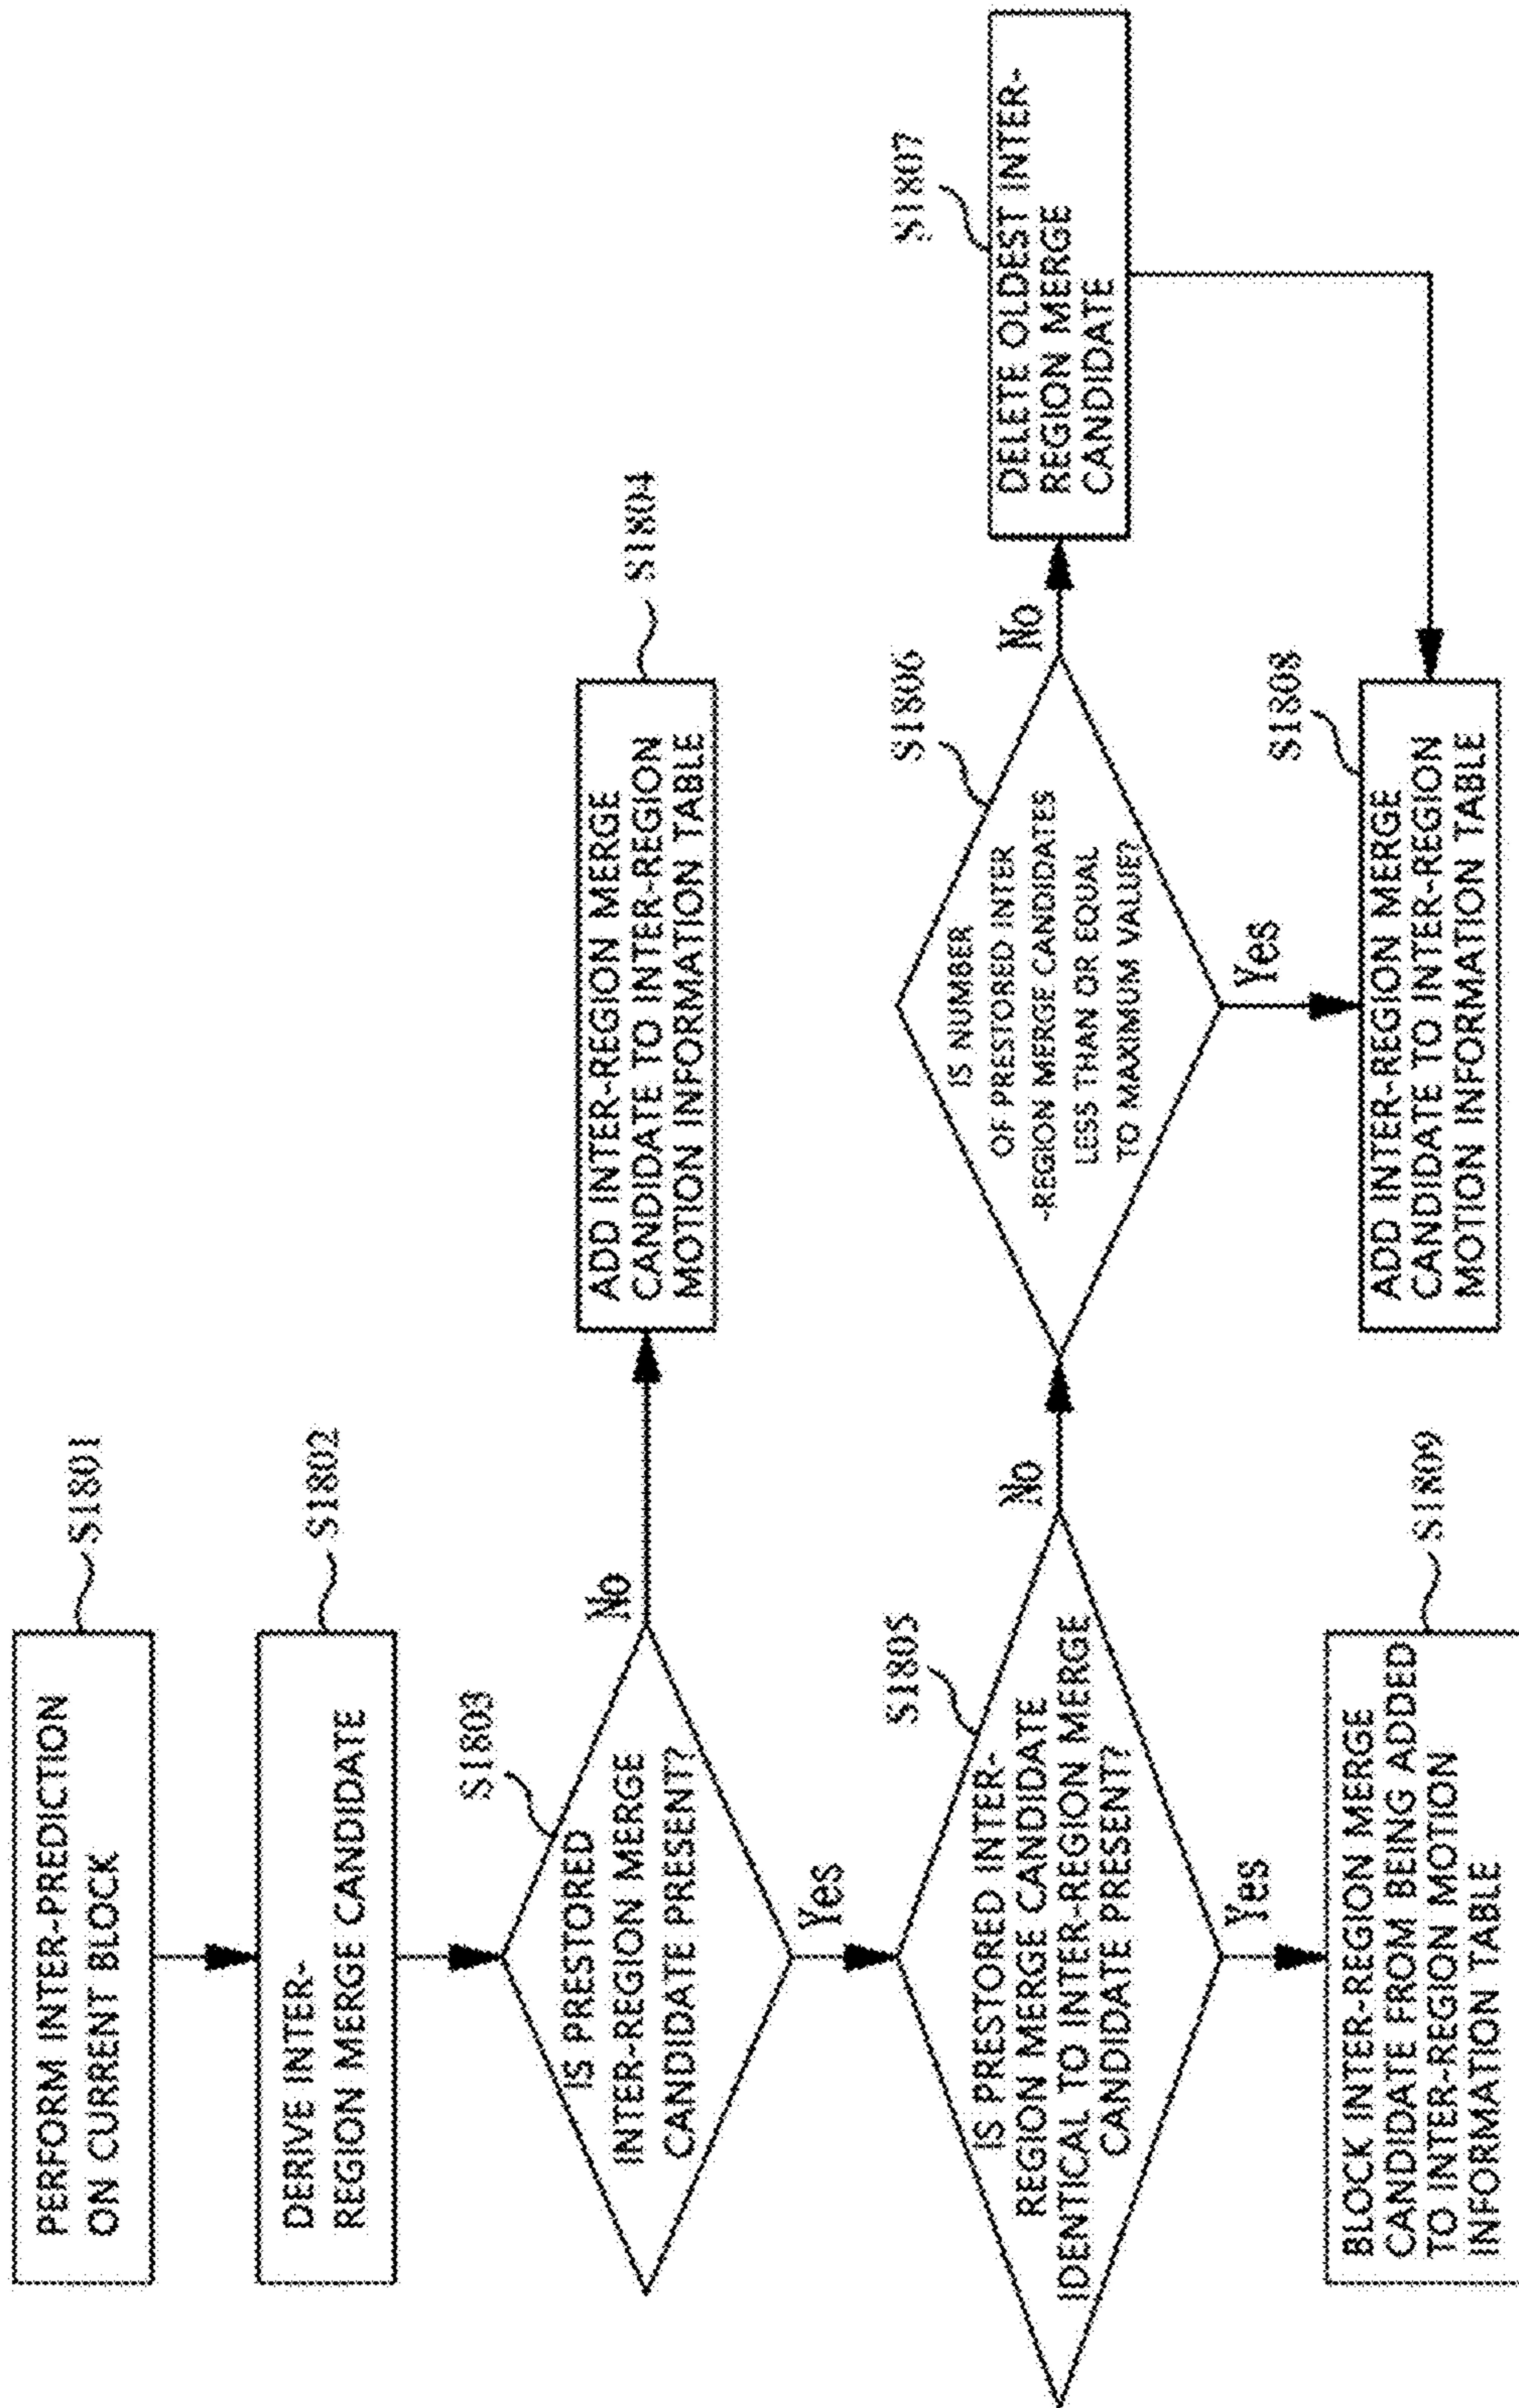 PERFORM INTER-PREDICTION
ON CURRENT BLOCK
S1801
DERIVE INTER-
REGION MERGE CANDIDATE
S1802
IS PRESTORED
INTER-REGION MERGE
CANDIDATE PRESENT?
S1803
No
Yes
ADD INTER-REGION MERGE
CANDIDATE TO INTER-REGION
MOTION INFORMATION TABLE
S1804
IS PRESTORED INTER-
REGION MERGE CANDIDATE
IDENTICAL TO INTER-REGION MERGE
CANDIDATE PRESENT?
S1805
No
Yes
IS NUMBER
OF PRESTORED INTER
-REGION MERGE CANDIDATES
LESS THAN OR EQUAL
TO MAXIMUM VALUE?
S1806
No
Yes
DELETE OLDEST INTER-
REGION MERGE
CANDIDATE
S1807
ADD INTER-REGION MERGE
CANDIDATE TO INTER-REGION
MOTION INFORMATION TABLE
S1808
BLOCK INTER-REGION MERGE
CANDIDATE FROM BEING ADDED
TO INTER-REGION MOTION
INFORMATION TABLE
S1809